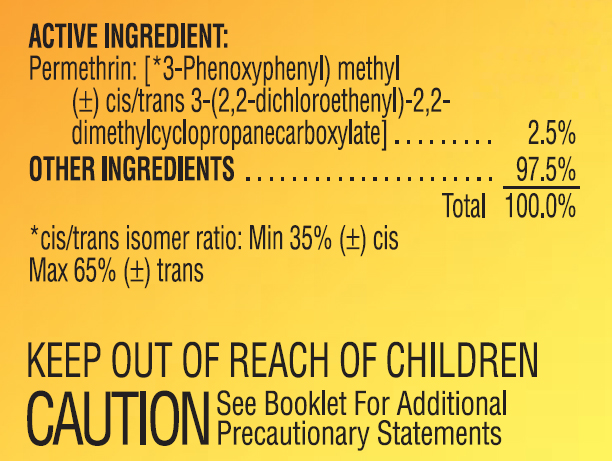 ACTIVE INGREDIENT:
Permethrin: [*3-Phenoxyphenyl) methyl
(±) cis/trans 3-(2,2-dichloroethenyl)-2,2-
dimethylcyclopropanecarboxylate] ......... 2.5%
OTHER INGREDIENTS ...................... 97.5%
Total 100.0%
*cis/trans isomer ratio: Min 35% (±) cis
Max 65% (±) trans
KEEP OUT OF REACH OF CHILDREN
CAUTION See Booklet For Additional
Precautionary Statements